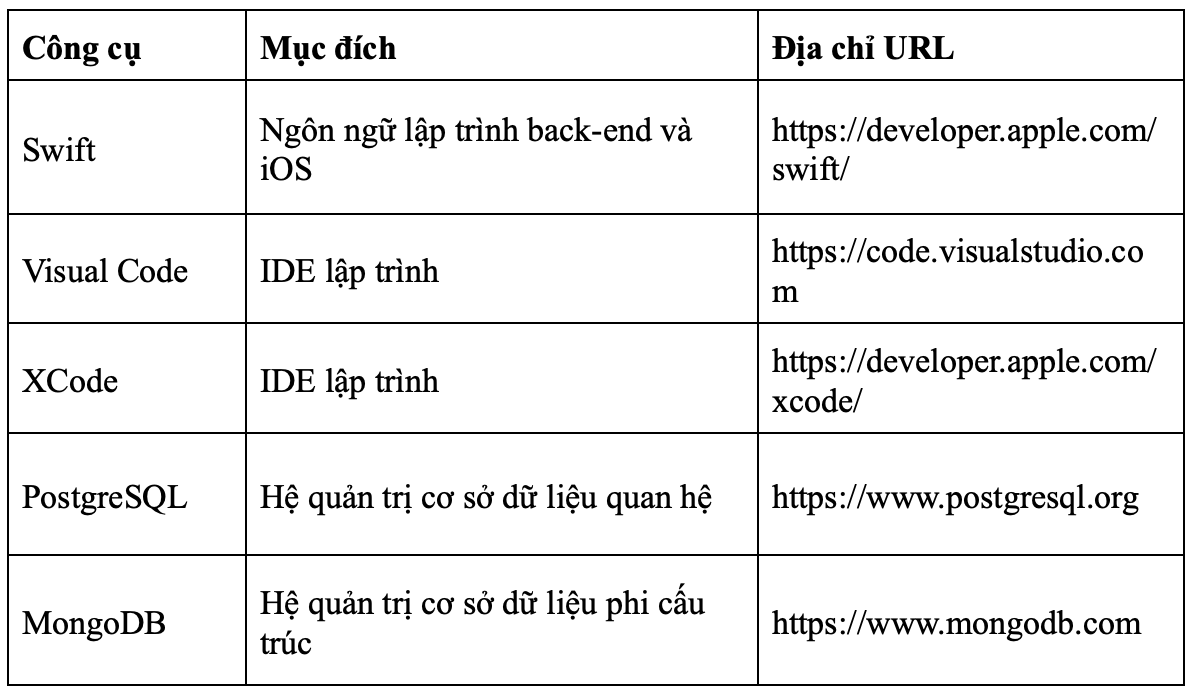 Công cụ
Mục đích
Địa chỉ URL
Swift
Ngôn ngữ lập trình back-end và
iOS
https://developer.apple.com/
swift/
Visual Code
IDE lập trình
https://code.visualstudio.co
m
XCode
IDE lập trình
https://developer.apple.com/
xcode/
PostgreSQL
Hệ quản trị cơ sở dữ liệu quan hệ
https://www.postgresql.org
MongoDB
Hệ quản trị cơ sở dữ liệu phi cấu
trúc
https://www.mongodb.com